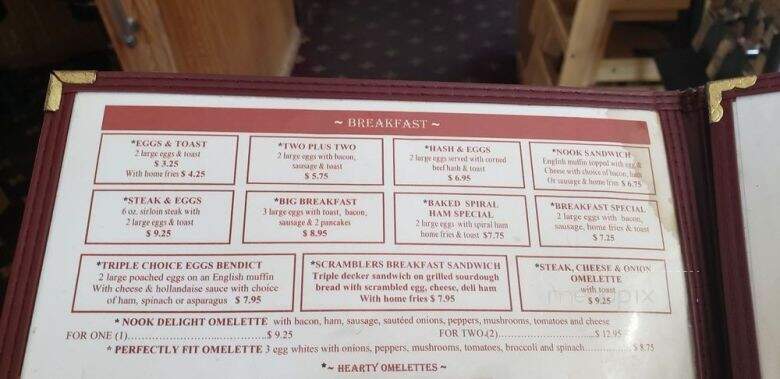 ~ BREAKFAST ~
*EGGS & TOAST
2 large eggs & toast
$ 3.25
With home fries $ 4.25
*TWO PLUS TWO
2 large eggs with bacon,
sausage & toast
$ 5.75
*HASH & EGGS
2 large eggs served with corned
beef hash & toast
$ 6.95
*NOOK SANDWICH
English muffin topped with egg &
Cheese with choice of bacon, ham
Or sausage & home fries $ 6.75
*STEAK & EGGS
6 oz. sirloin steak with
2 large eggs & toast
$ 9.25
*BIG BREAKFAST
3 large eggs with toast, bacon,
sausage & 2 pancakes
$ 8.95
*BAKED SPIRAL
HAM SPECIAL
2 large eggs with spiral ham
home fries & toast $7.75
*BREAKFAST SPECIAL
2 large eggs with bacon,
sausage, home fries & toast
$ 7.25
*TRIPLE CHOICE EGGS BENDICT
2 large poached eggs on an English muffin
With cheese & hollandaise sauce with choice
of ham, spinach or asparagus $ 7.95
*SCRAMBLERS BREAKFAST SANDWICH
Triple decker sandwich on grilled sourdough
bread with scrambled egg, cheese, deli ham
With home fries $ 7.95
*STEAK, CHEESE & ONION
OMELETTE
with toast
$ 9.25
* NOOK DELIGHT OMELETTE with bacon, ham, sausage, sautéed onions, peppers, mushrooms, tomatoes and cheese
FOR ONE (1)......................................$ 9.25 FOR TWO (2)..............................$ 12.95
* PERFECTLY FIT OMELETTE 3 egg whites with onions, peppers, mushrooms, tomatoes, broccoli and spinach...............$ 8.75
*~ HEARTY OMELETTES ~